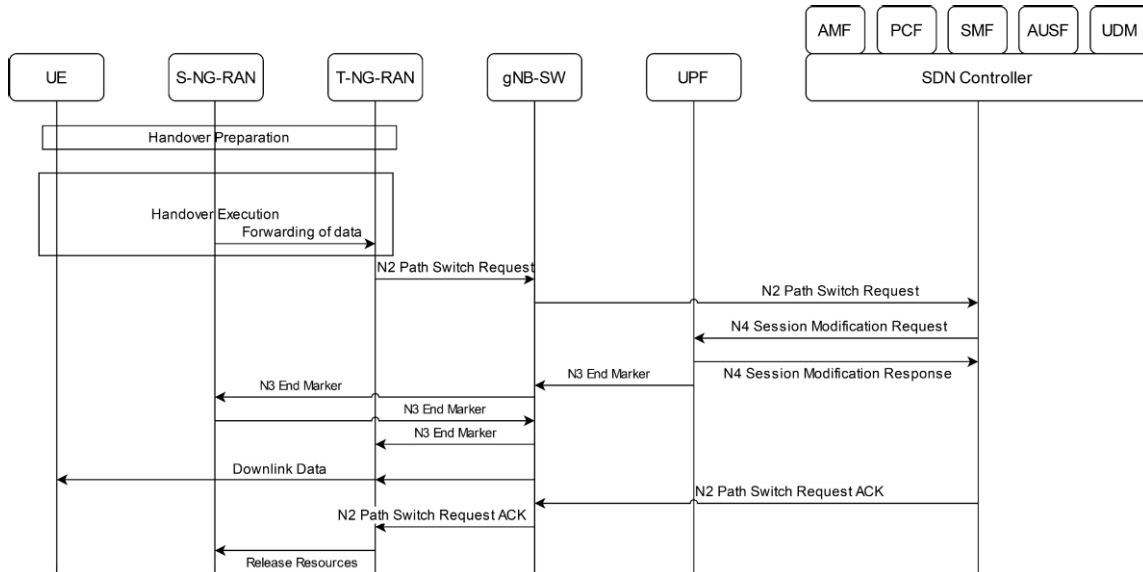 AMF PCF SMF AUSF UDM
UE S-NG-RAN T-NG-RAN gNB-SW UPF SDN Controller
Handover Preparation
Handover Execution
Forwarding of data
N2 Path Switch Request
N2 Path Switch Request
N4 Session Modification Request
N4 Session Modification Response
N3 End Marker
N3 End Marker
N3 End Marker
N3 End Marker
Downlink Data
N2 Path Switch Request ACK
N2 Path Switch Request ACK
Release Resources